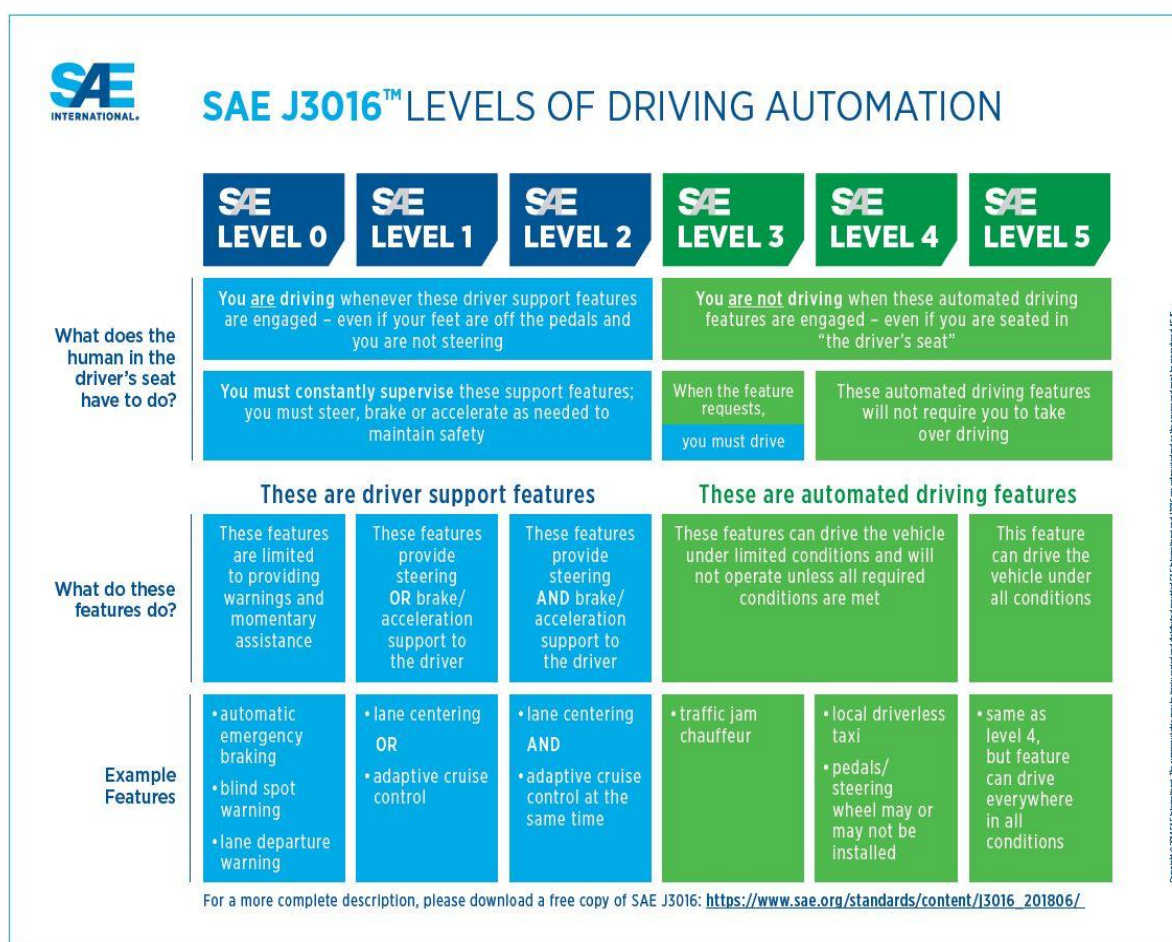 SAE
INTERNATIONAL®
SAE J3016™ LEVELS OF DRIVING AUTOMATION
SAE
LEVEL 0
SAE
LEVEL 1
SAE
LEVEL 2
SAE
LEVEL 3
SAE
LEVEL 4
SAE
LEVEL 5
What does the
human in the
driver's seat
have to do?
You are driving whenever these driver support features
are engaged – even if your feet are off the pedals and
you are not steering
You are not driving when these automated driving
features are engaged – even if you are seated in
“the driver's seat”
You must constantly supervise these support features;
you must steer, brake or accelerate as needed to
maintain safety
When the feature
requests,
you must drive
These automated driving features
will not require you to take
over driving
These are driver support features
These are automated driving features
What do these
features do?
These features
are limited
to providing
warnings and
momentary
assistance
These features
provide
steering
OR brake/
acceleration
support to
the driver
These features
provide
steering
AND brake/
acceleration
support to
the driver
These features can drive the vehicle
under limited conditions and will
not operate unless all required
conditions are met
This feature
can drive the
vehicle under
all conditions
Example
Features
• automatic
emergency
braking
• blind spot
warning
• lane departure
warning
• lane centering
OR
• adaptive cruise
control
• lane centering
AND
• adaptive cruise
control at the
same time
• traffic jam
chauffeur
• local driverless
taxi
• pedals/
steering
wheel may or
may not be
installed
• same as
level 4,
but feature
can drive
everywhere
in all
conditions
For a more complete description, please download a free copy of SAE J3016: https://www.sae.org/standards/content/J3016_201806/